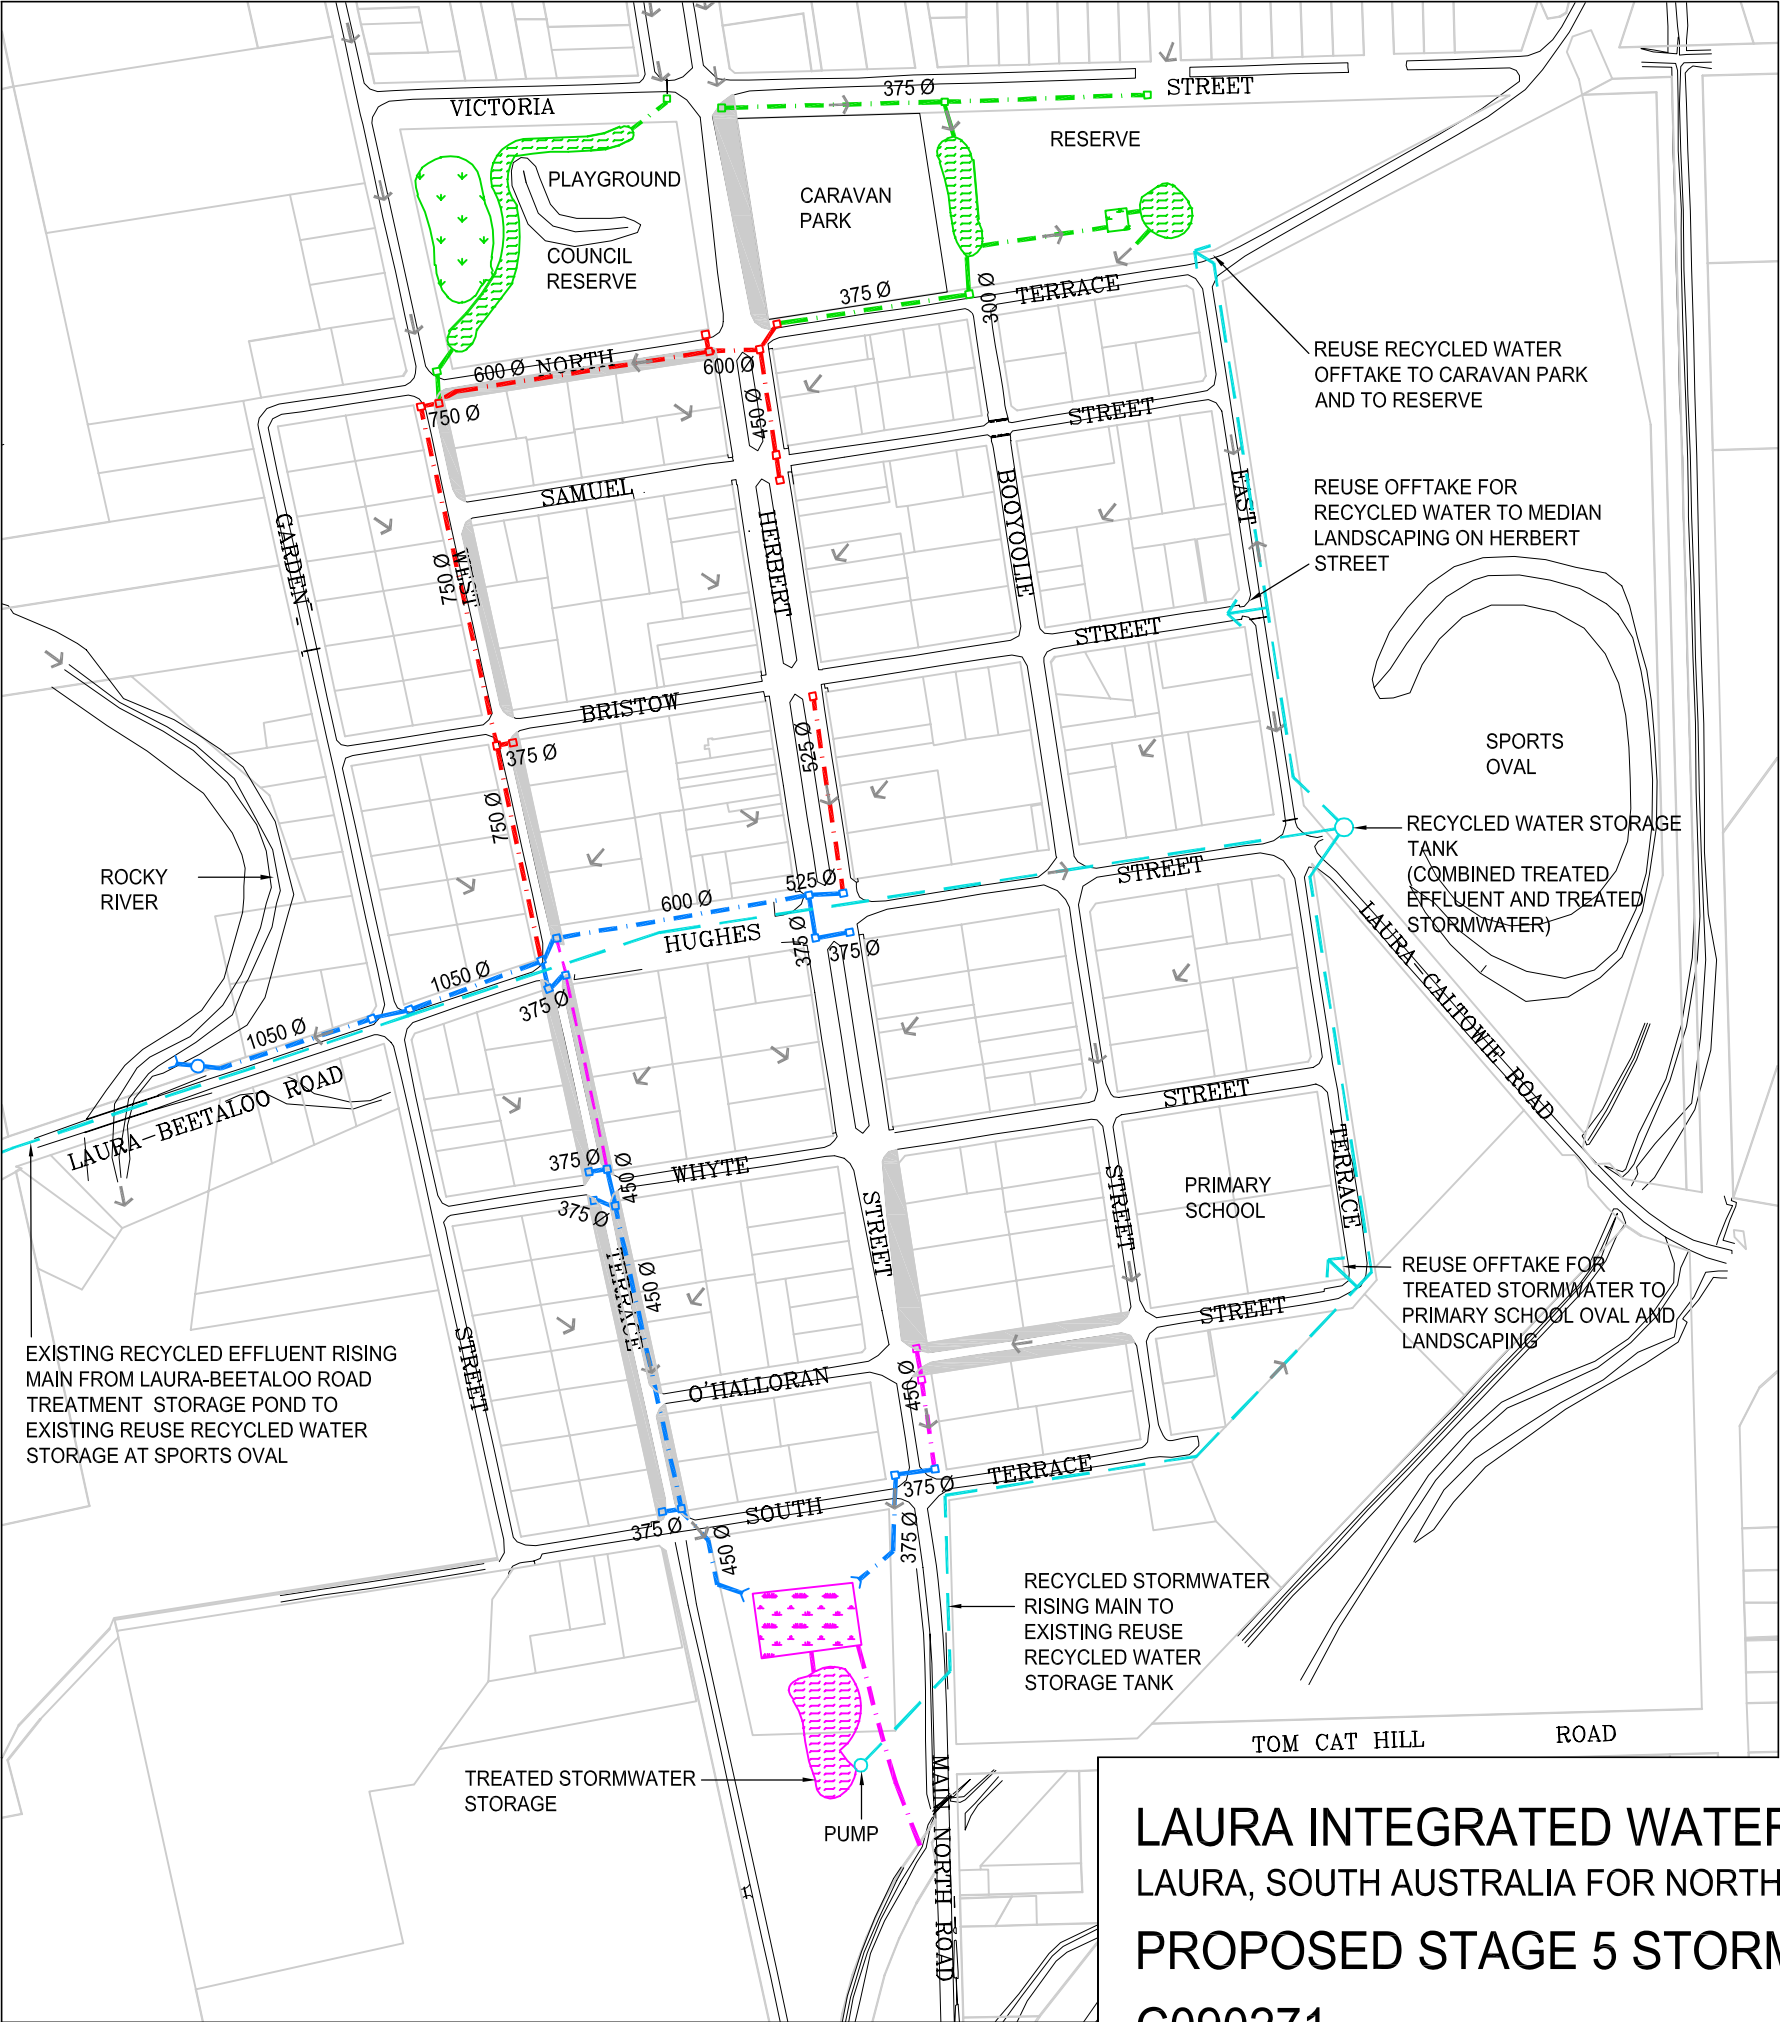 VICTORIA
375 Ø
STREET
RESERVE
PLAYGROUND
CARAVAN
PARK
COUNCIL
RESERVE
375 Ø
300 Ø
TERRACE
600 Ø
NORTH
600 Ø
750 Ø
450 Ø
STREET
REUSE RECYCLED WATER
OFFTAKE TO CARAVAN PARK
AND TO RESERVE
SAMUEL
GARDEN
WEST
750 Ø
HERBERT
BOOYOOLIE
EAST
REUSE OFFTAKE FOR
RECYCLED WATER TO MEDIAN
LANDSCAPING ON HERBERT
STREET
STREET
BRISTOW
375 Ø
525 Ø
750 Ø
SPORTS
OVAL
RECYCLED WATER STORAGE
TANK
(COMBINED TREATED
EFFLUENT AND TREATED
STORMWATER)
ROCKY
RIVER
STREET
525 Ø
600 Ø
HUGHES
375 Ø
375 Ø
LAURA-CALTOWIE ROAD
1050 Ø
375 Ø
1050 Ø
LAURA-BEETALOO ROAD
STREET
TERRACE
375 Ø
450 Ø
WHYTE
375 Ø
STREET
STREET
PRIMARY
SCHOOL
TERRACE
450 Ø
REUSE OFFTAKE FOR
TREATED STORMWATER TO
PRIMARY SCHOOL OVAL AND
LANDSCAPING
STREET
STREET
EXISTING RECYCLED EFFLUENT RISING
MAIN FROM LAURA-BEETALOO ROAD
TREATMENT STORAGE POND TO
EXISTING REUSE RECYCLED WATER
STORAGE AT SPORTS OVAL
O'HALLORAN
450 Ø
TERRACE
375 Ø
SOUTH
375 Ø
450 Ø
375 Ø
RECYCLED STORMWATER
RISING MAIN TO
EXISTING REUSE
RECYCLED WATER
STORAGE TANK
TOM CAT HILL ROAD
TREATED STORMWATER
STORAGE
PUMP
MAIN NORTH ROAD
LAURA INTEGRATED WATER
LAURA, SOUTH AUSTRALIA FOR NORTH
PROPOSED STAGE 5 STORM